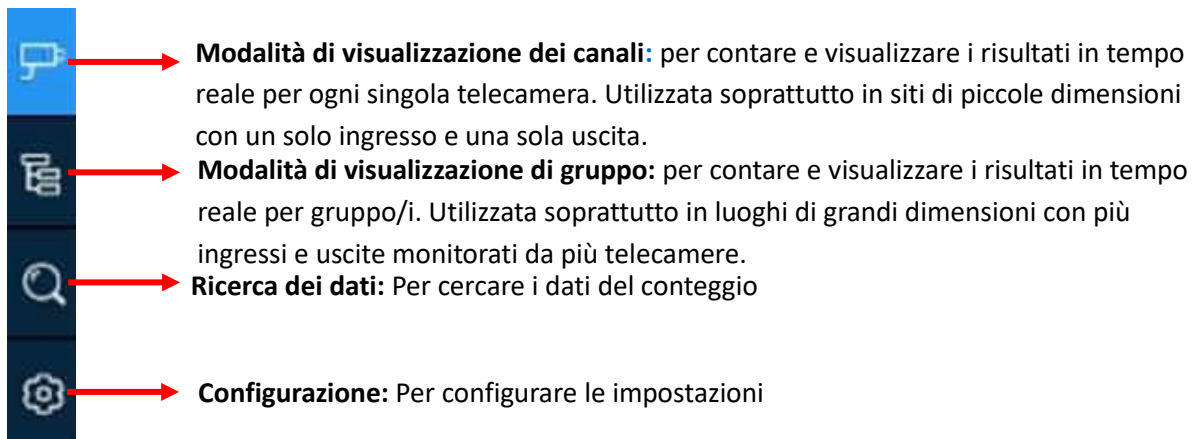 Modalità di visualizzazione dei canali: per contare e visualizzare i risultati in tempo
reale per ogni singola telecamera. Utilizzata soprattutto in siti di piccole dimensioni
con un solo ingresso e una sola uscita.
Modalità di visualizzazione di gruppo: per contare e visualizzare i risultati in tempo
reale per gruppo/i. Utilizzata soprattutto in luoghi di grandi dimensioni con più
ingressi e uscite monitorati da più telecamere.
Ricerca dei dati: Per cercare i dati del conteggio
Configurazione: Per configurare le impostazioni